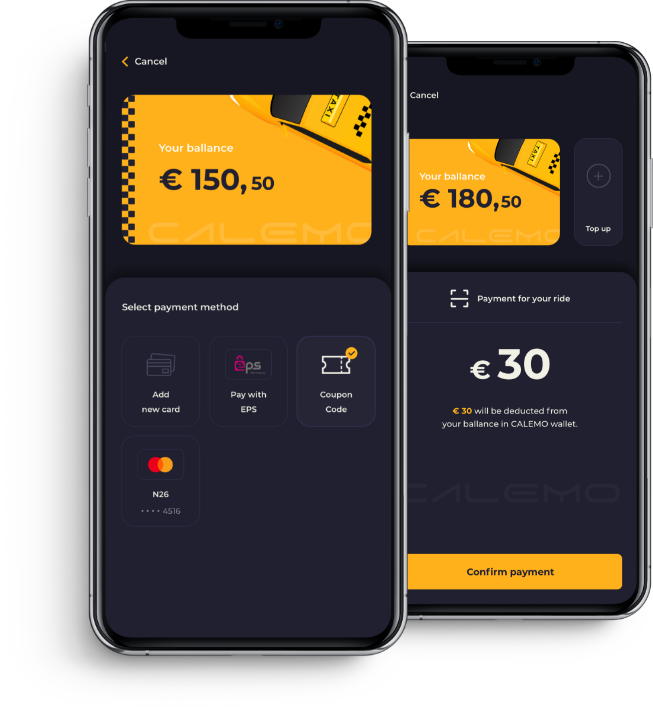 Cancel
TAXI
Your ballance
€ 150, 50
CALEMO
Select payment method
Add
new card
eps
Pay with
EPS
Coupon
Code
N26
•••• 4516
Cancel
TAXI
Your ballance
€ 180, 50
CALEMO
Top up
Payment for your ride
€ 30
€ 30 will be deducted from
your ballance in CALEMO wallet.
CALEMO
Confirm payment